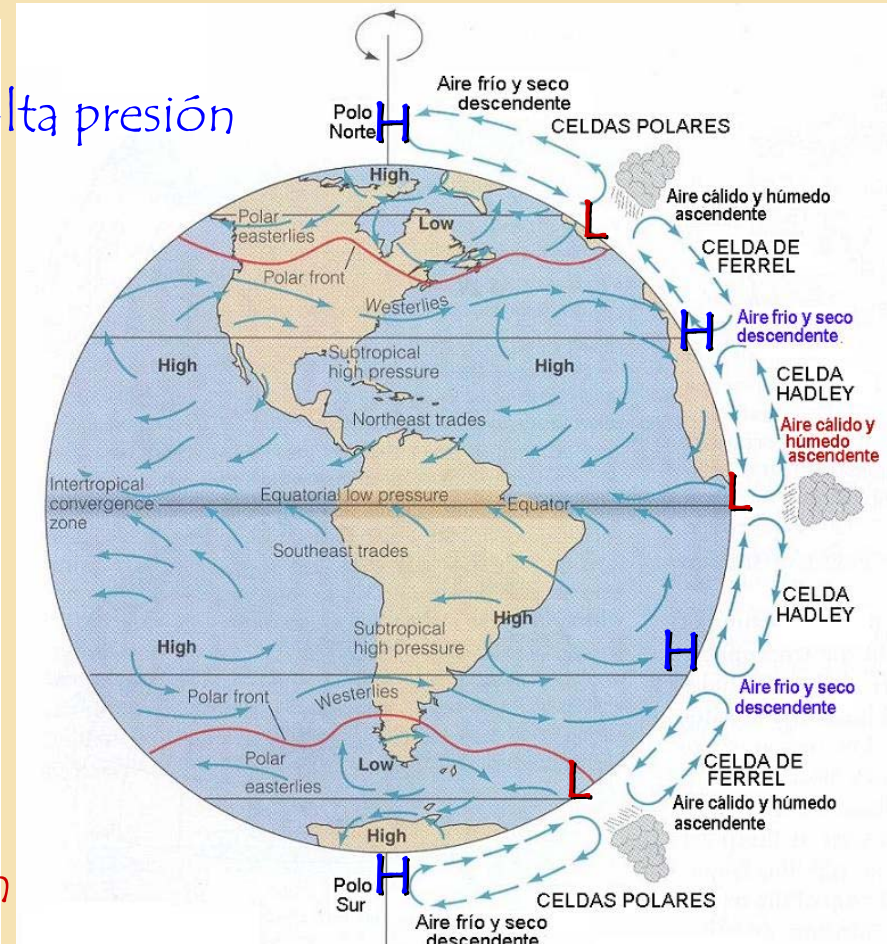 lta presión
Aire frío y seco
descendente
Polo
Norte
H
CELDAS POLARES
High
Aire cálido y húmedo
ascendente
L
Polar
easterlies
Low
CELDA DE
FERREL
Polar front
Westerlies
H
Aire frio y seco
descendente.
Subtropical
high pressure
High
High
CELDA
HADLEY
Northeast trades
Aire cálido y
húmedo
ascendente
Intertropical
convergence
zone
Equatorial low pressure
Equator
L
Southeast trades
CELDA
HADLEY
High
Subtropical
high pressure
High
H
Aire frio y seco
descendente
Polar front
Westerlies
Polar
easterlies
Low
L
CELDA DE
FERREL
Aire cálido y húmedo
ascendente
High
H
n
Polo
Sur
CELDAS POLARES
Aire frío y seco
descendente